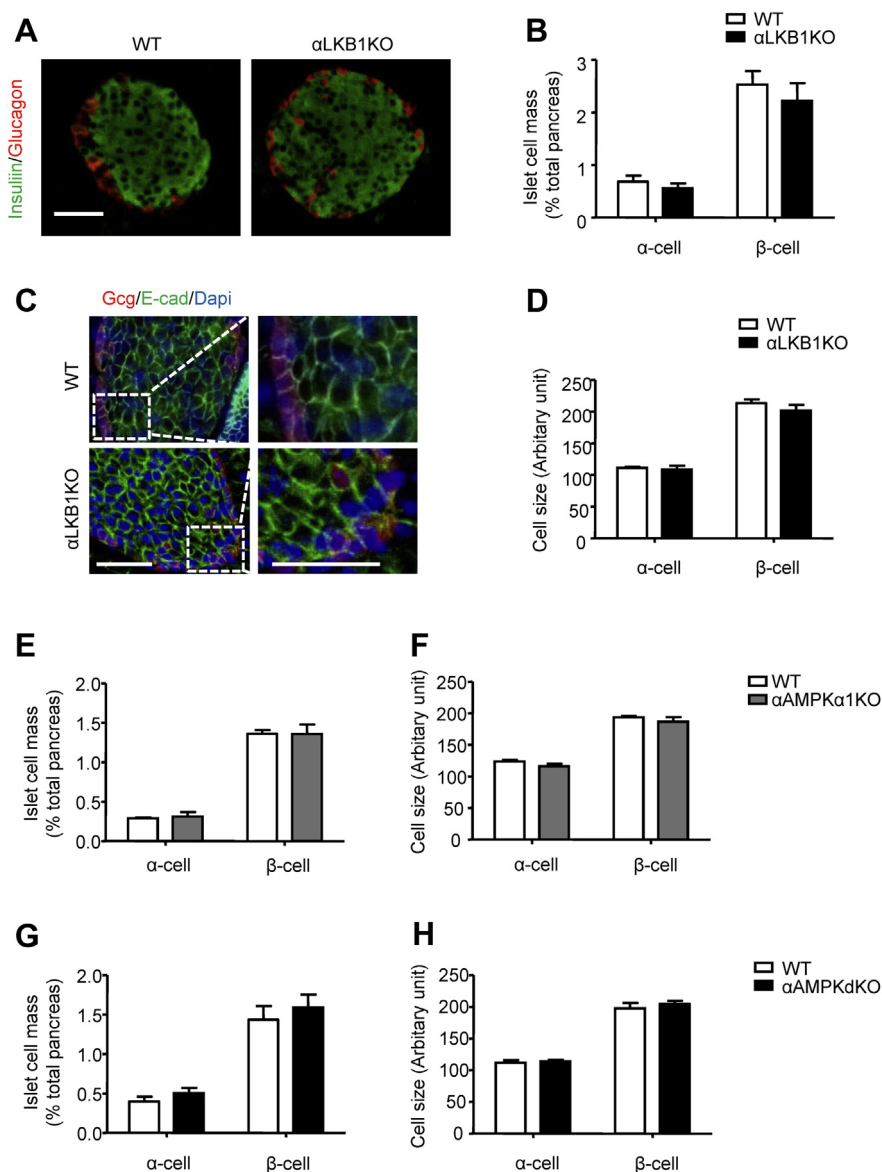 A
WT
αLKB1KO
Insuliin/Glucagon
B
WT
αLKB1KO
Islet cell mass
(% total pancreas)
3
2
1
0
α-cell
β-cell
C
Gcg/E-cad/Dapi
WT
αLKB1KO
D
WT
αLKB1KO
Cell size (Arbitary unit)
250
200
150
100
50
0
α-cell
β-cell
E
Islet cell mass
(% total pancreas)
2.0
1.5
1.0
0.5
0.0
α-cell
β-cell
F
WT
αAMPKα1KO
Cell size (Arbitary unit)
250
200
150
100
50
0
α-cell
β-cell
G
Islet cell mass
(% total pancreas)
2.0
1.5
1.0
0.5
0.0
α-cell
β-cell
H
WT
αAMPKdKO
Cell size (Arbitary unit)
250
200
150
100
50
0
α-cell
β-cell